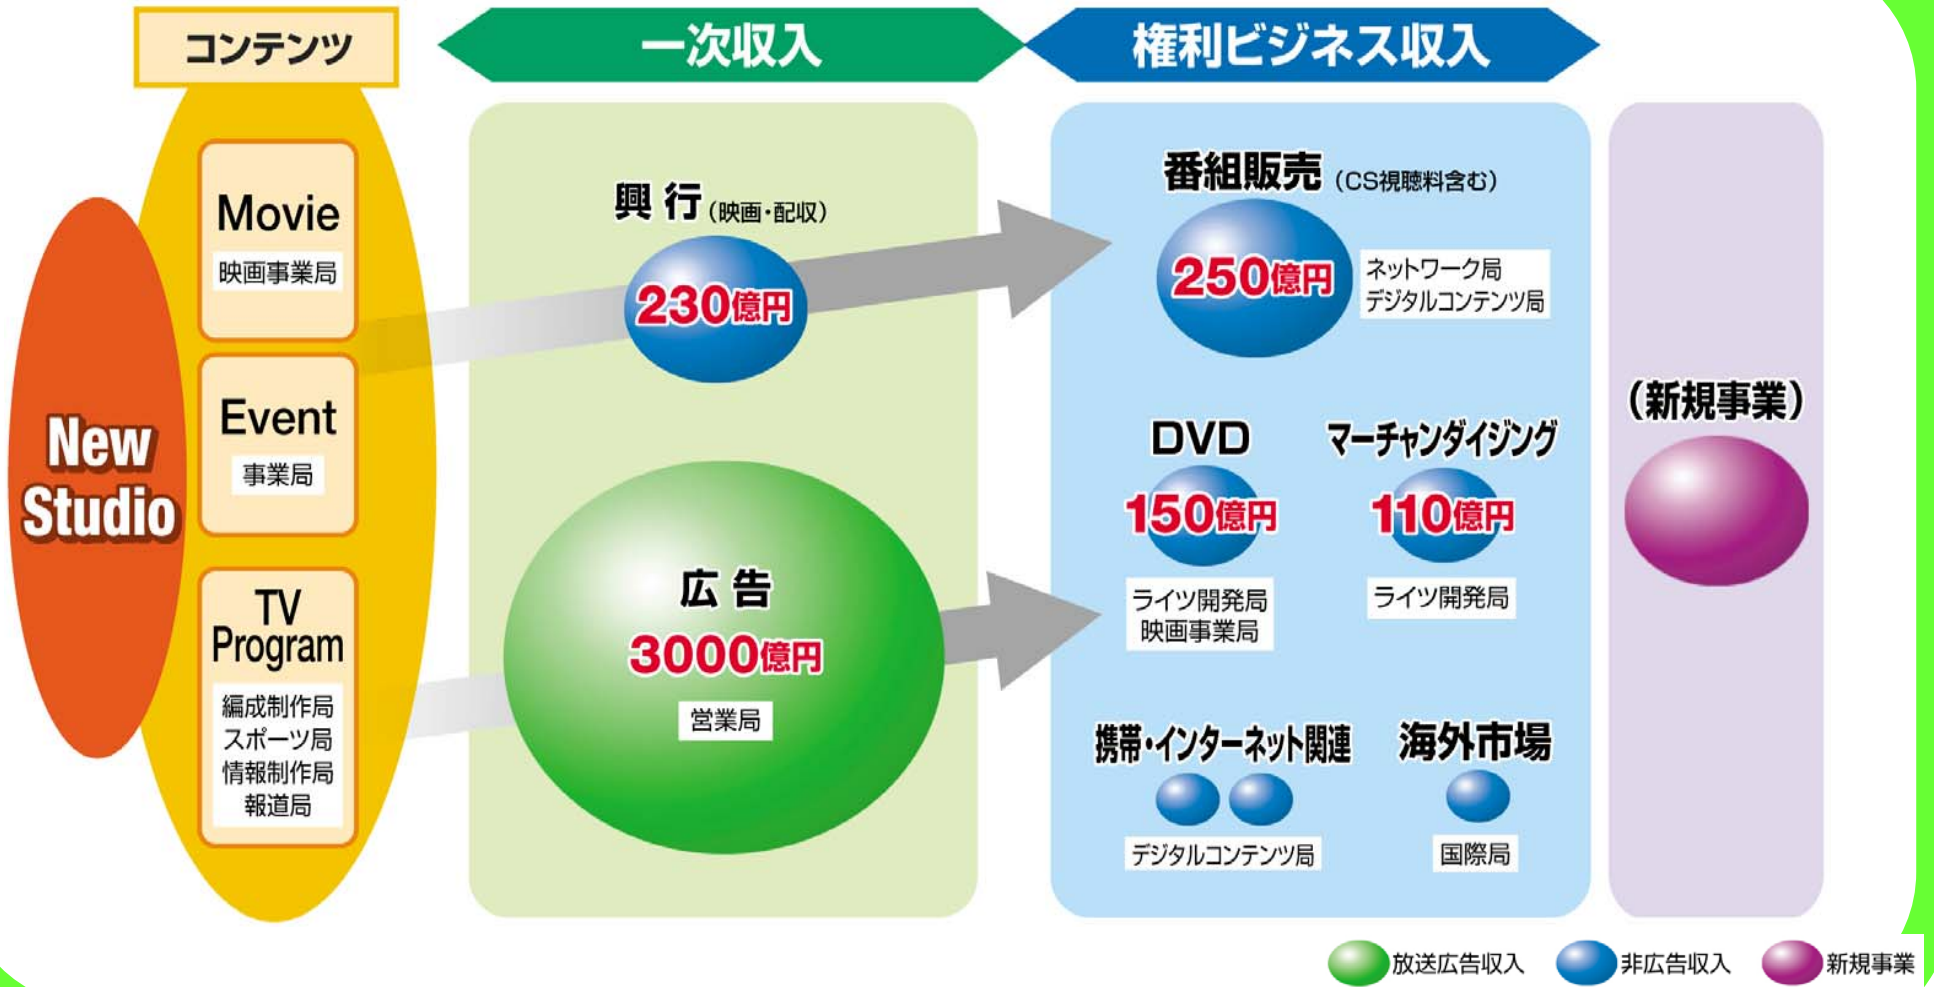 コンテンツ
一次収入
権利ビジネス収入
New
Studio
Movie
映画事業局
Event
事業局
TV
Program
編成制作局
スポーツ局
情報制作局
報道局
興行(映画・配収)
230億円
広告
3000億円
営業局
番組販売(CS視聴料含む)
250億円
ネットワーク局
デジタルコンテンツ局
DVD
150億円
ライツ開発局
映画事業局
マーチャンダイジング
110億円
ライツ開発局
携帯・インターネット関連
デジタルコンテンツ局
海外市場
国際局
(新規事業)
放送広告収入
非広告収入
新規事業